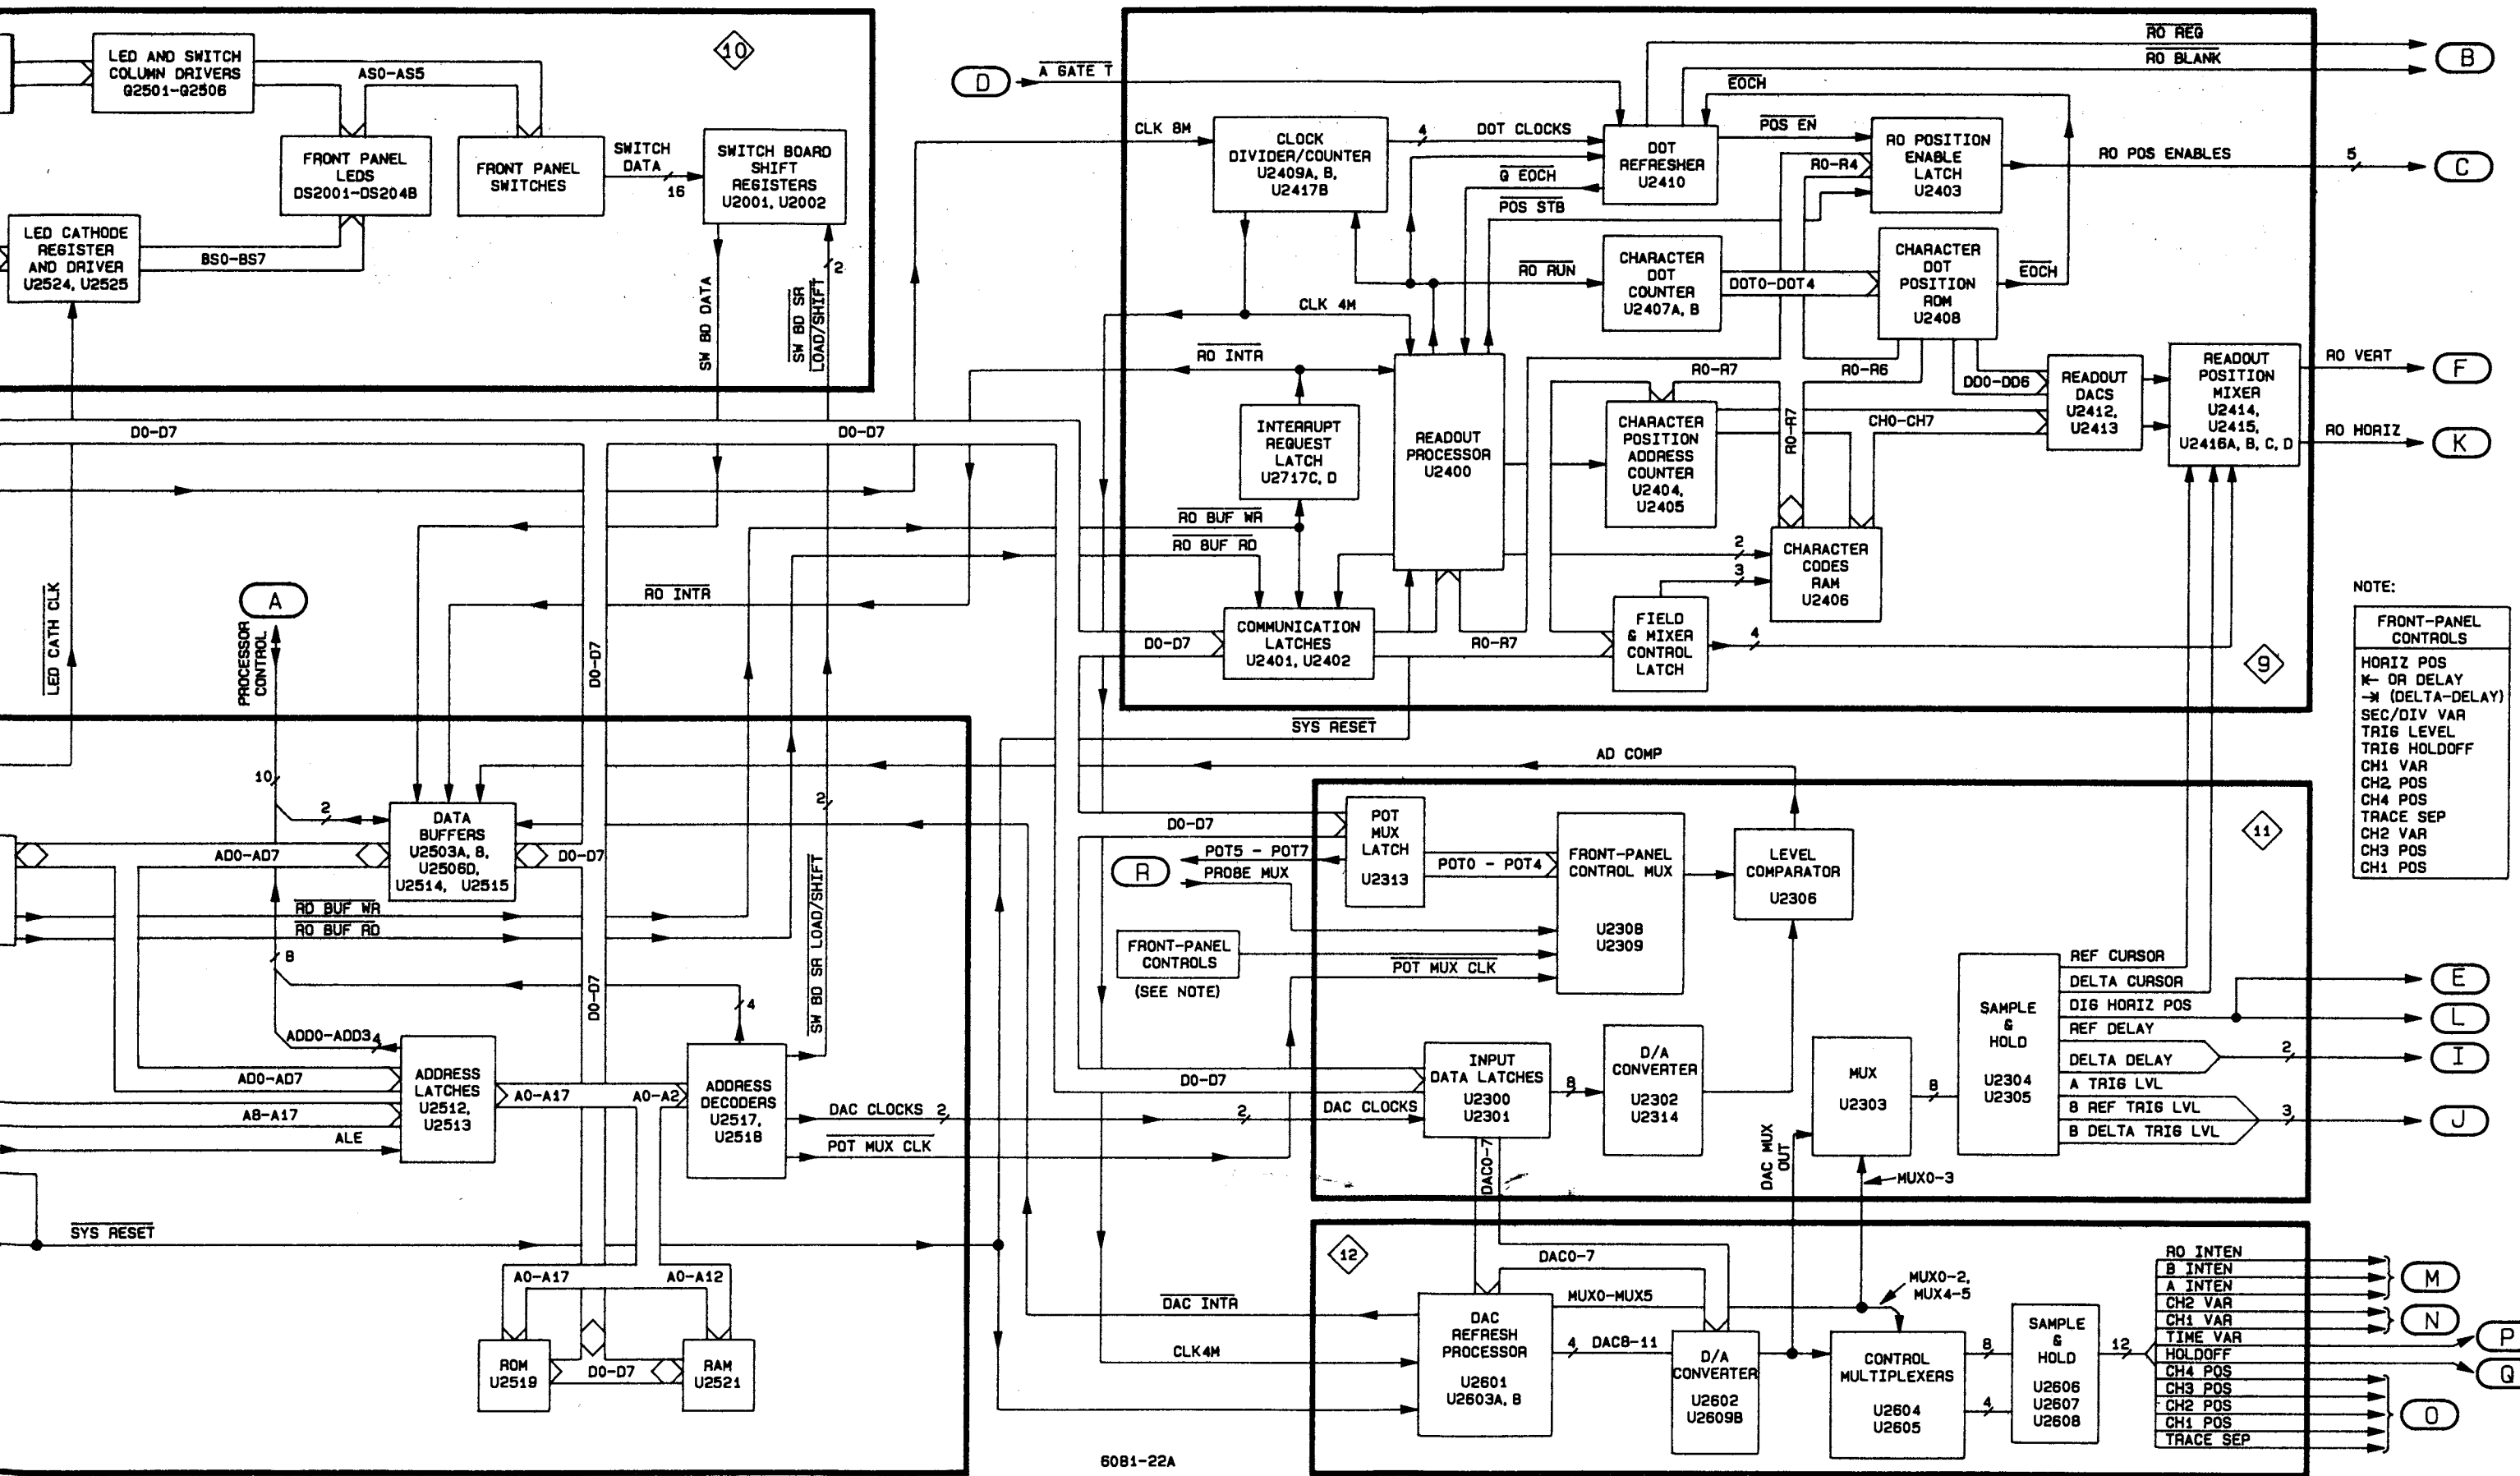 10
LED AND SWITCH
COLUMN DRIVERS
Q2501-Q2506
AS0-AS5
FRONT PANEL
LEDS
DS2001-DS204B
FRONT PANEL
SWITCHES
SWITCH
DATA
16
SWITCH BOARD
SHIFT
REGISTERS
U2001, U2002
LED CATHODE
REGISTER
AND DRIVER
U2524, U2525
BS0-BS7
SW BD DATA
SW BD SR
LOAD/SHIFT
2
D0-D7
D0-D7
LED CATH CLK
A
PROCESSOR
CONTROL
RO INTR
D0-D7
10
2
DATA
BUFFERS
U2503A, B,
U2506D,
U2514, U2515
AD0-AD7
D0-D7
RO BUF WR
RO BUF RD
8
4
2
SW BD SR LOAD/SHIFT
D0-D7
ADD0-ADD3
4
AD0-AD7
A8-A17
ALE
ADDRESS
LATCHES
U2512,
U2513
A0-A17
A0-A2
ADDRESS
DECODERS
U2517,
U2518
DAC CLOCKS 2
POT MUX CLK
SYS RESET
A0-A17
A0-A12
ROM
U2519
D0-D7
RAM
U2521
D
A GATE T
CLK 8M
CLOCK
DIVIDER/COUNTER
U2409A, B,
U2417B
4
DOT CLOCKS
DOT
REFRESHER
U2410
Q EOCH
POS STB
EOCH
POS EN
R0-R4
RO POSITION
ENABLE
LATCH
U2403
RO REG
RO BLANK
B
RO POS ENABLES
5
C
RO RUN
CHARACTER
DOT
COUNTER
U2407A, B
DOT0-DOT4
CHARACTER
DOT
POSITION
ROM
U2408
EOCH
CLK 4M
RO INTR
INTERRUPT
REQUEST
LATCH
U2717C, D
READOUT
PROCESSOR
U2400
R0-R7
R0-R7
R0-R6
DD0-DD6
CH0-CH7
READOUT
DACS
U2412,
U2413
READOUT
POSITION
MIXER
U2414,
U2415,
U2416A, B, C, D
RO VERT
F
RO HORIZ
K
CHARACTER
POSITION
ADDRESS
COUNTER
U2404,
U2405
R0-R7
RO BUF WR
RO BUF RD
2
3
CHARACTER
CODES
RAM
U2406
COMMUNICATION
LATCHES
U2401, U2402
D0-D7
R0-R7
FIELD
& MIXER
CONTROL
LATCH
4
9
SYS RESET
NOTE:
FRONT-PANEL
CONTROLS
HORIZ POS
|← OR DELAY
→| (DELTA-DELAY)
SEC/DIV VAR
TRIG LEVEL
TRIG HOLDOFF
CH1 VAR
CH2 POS
CH4 POS
TRACE SEP
CH2 VAR
CH3 POS
CH1 POS
AD COMP
11
D0-D7
POT
MUX
LATCH
U2313
R
POT5 - POT7
PROBE MUX
POT0 - POT4
FRONT-PANEL
CONTROL MUX
U2308
U2309
LEVEL
COMPARATOR
U2306
FRONT-PANEL
CONTROLS
(SEE NOTE)
POT MUX CLK
D0-D7
DAC CLOCKS
2
INPUT
DATA LATCHES
U2300
U2301
8
D/A
CONVERTER
U2302
U2314
MUX
U2303
8
SAMPLE
&
HOLD
U2304
U2305
REF CURSOR
DELTA CURSOR
DIG HORIZ POS
REF DELAY
DELTA DELAY
A TRIG LVL
B REF TRIG LVL
B DELTA TRIG LVL
E
L
2
I
3
J
DAC0-7
DAC MUX
OUT
MUX0-3
12
DAC0-7
DAC INTR
CLK4M
DAC
REFRESH
PROCESSOR
U2601
U2603A, B
MUX0-MUX5
4
DAC8-11
D/A
CONVERTER
U2602
U2609B
MUX0-2,
MUX4-5
CONTROL
MULTIPLEXERS
U2604
U2605
8
4
SAMPLE
&
HOLD
U2606
U2607
U2608
12
RO INTEN
B INTEN
A INTEN
CH2 VAR
CH1 VAR
TIME VAR
HOLDOFF
CH4 POS
CH3 POS
CH2 POS
CH1 POS
TRACE SEP
M
N
P
Q
O
6081-22A